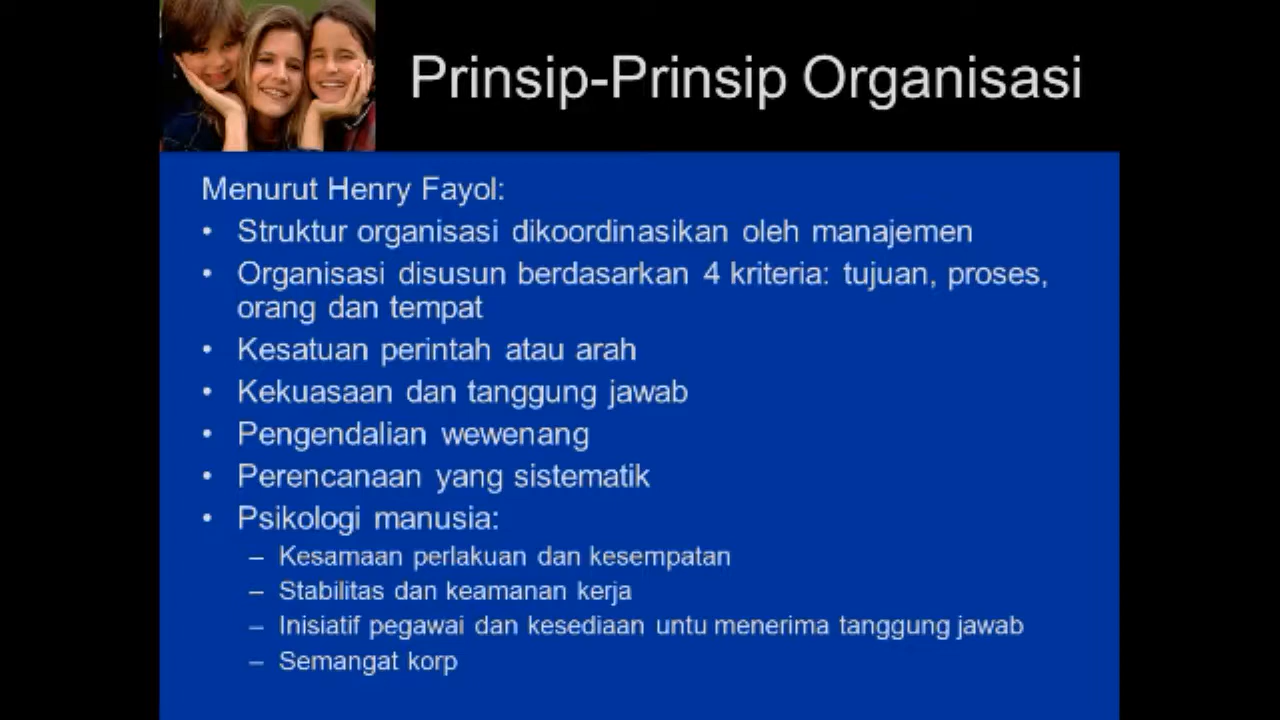 Prinsip-Prinsip Organisasi
Menurut Henry Fayol:
• Struktur organisasi dikoordinasikan oleh manajemen
• Organisasi disusun berdasarkan 4 kriteria: tujuan, proses,
orang dan tempat
• Kesatuan perintah atau arah
• Kekuasaan dan tanggung jawab
• Pengendalian wewenang
• Perencanaan yang sistematik
• Psikologi manusia:
– Kesamaan perlakuan dan kesempatan
– Stabilitas dan keamanan kerja
– Inisiatif pegawai dan kesediaan untu menerima tanggung jawab
– Semangat korp